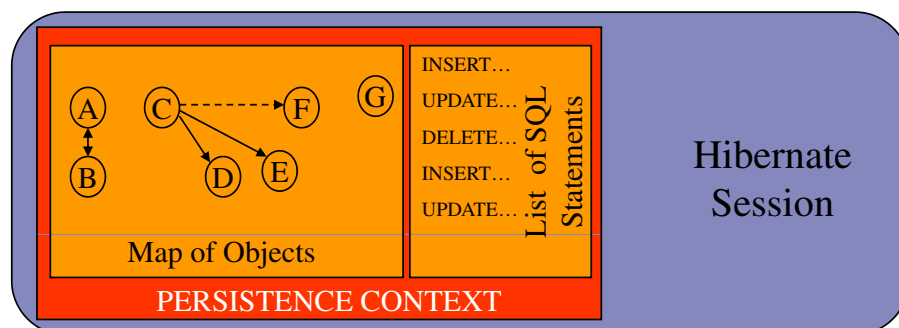 A
C
F
G
B
D
E
Map of Objects
INSERT…
UPDATE…
DELETE…
INSERT…
UPDATE…
List of SQL
Statements
PERSISTENCE CONTEXT
Hibernate
Session